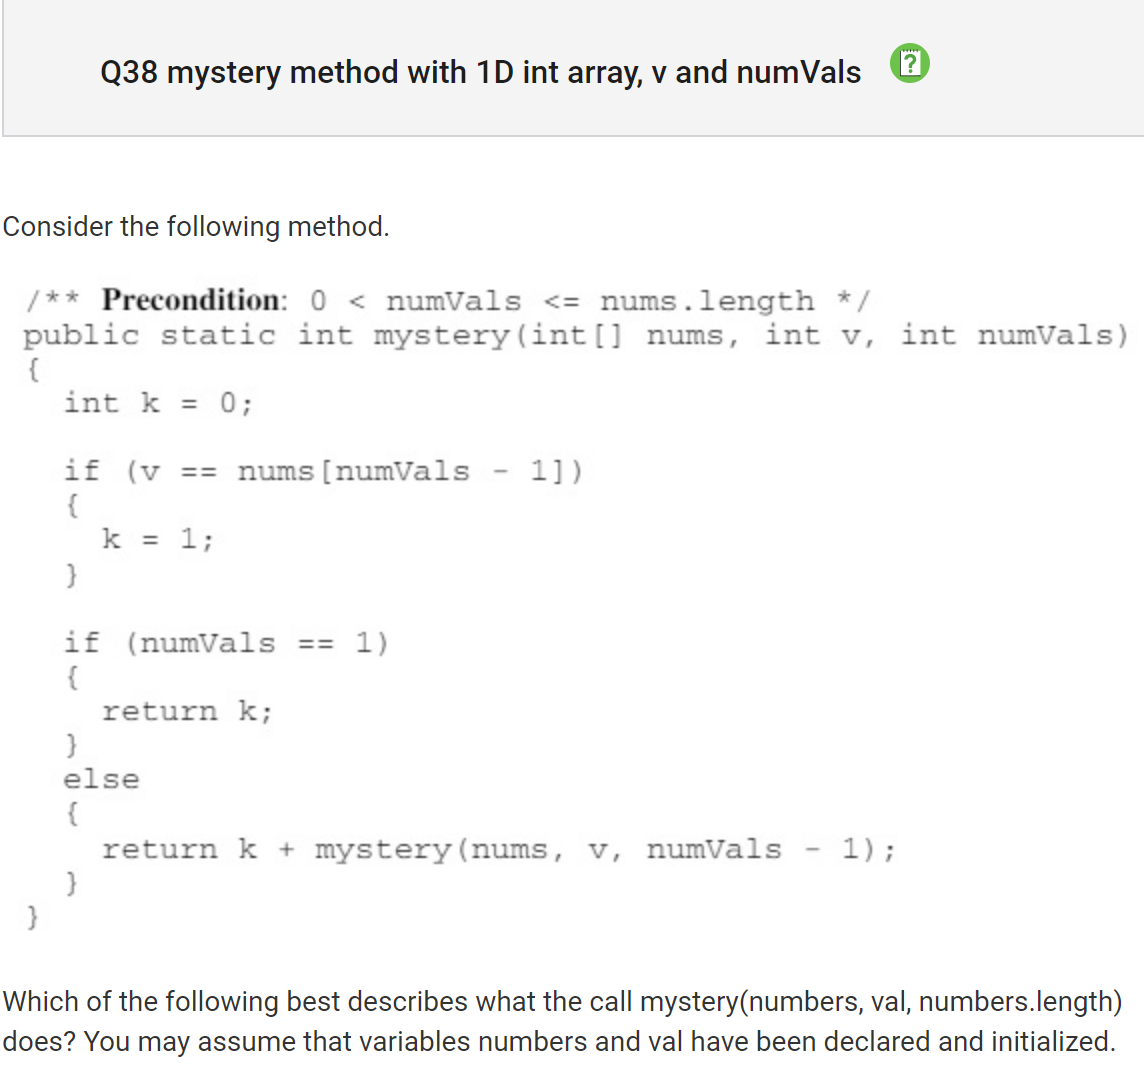 Q38 mystery method with 1D int array, v and numVals
Consider the following method.
/** Precondition: 0 < numVals <= nums.length */
public static int mystery(int[] nums, int v, int numVals)
{
int k = 0;
if (v == nums[numVals - 1])
{
k = 1;
}
if (numVals == 1)
{
return k;
}
else
{
return k + mystery(nums, v, numVals - 1);
}
}
Which of the following best describes what the call mystery(numbers, val, numbers.length)
does? You may assume that variables numbers and val have been declared and initialized.